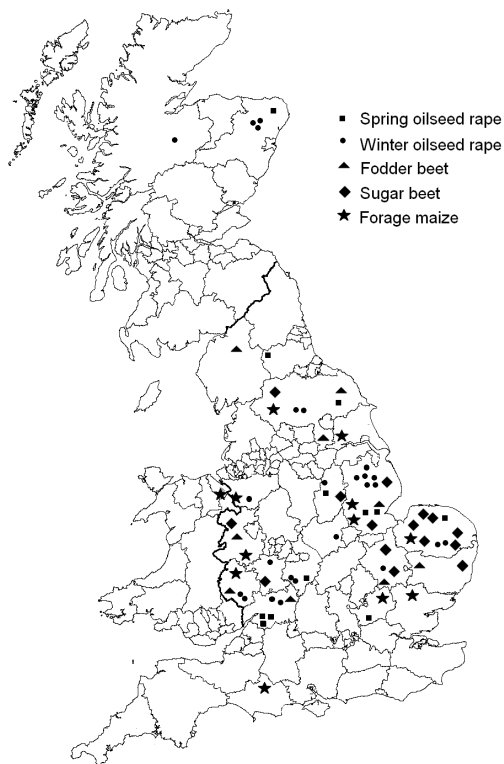 Spring oilseed rape
Winter oilseed rape
Fodder beet
Sugar beet
Forage maize